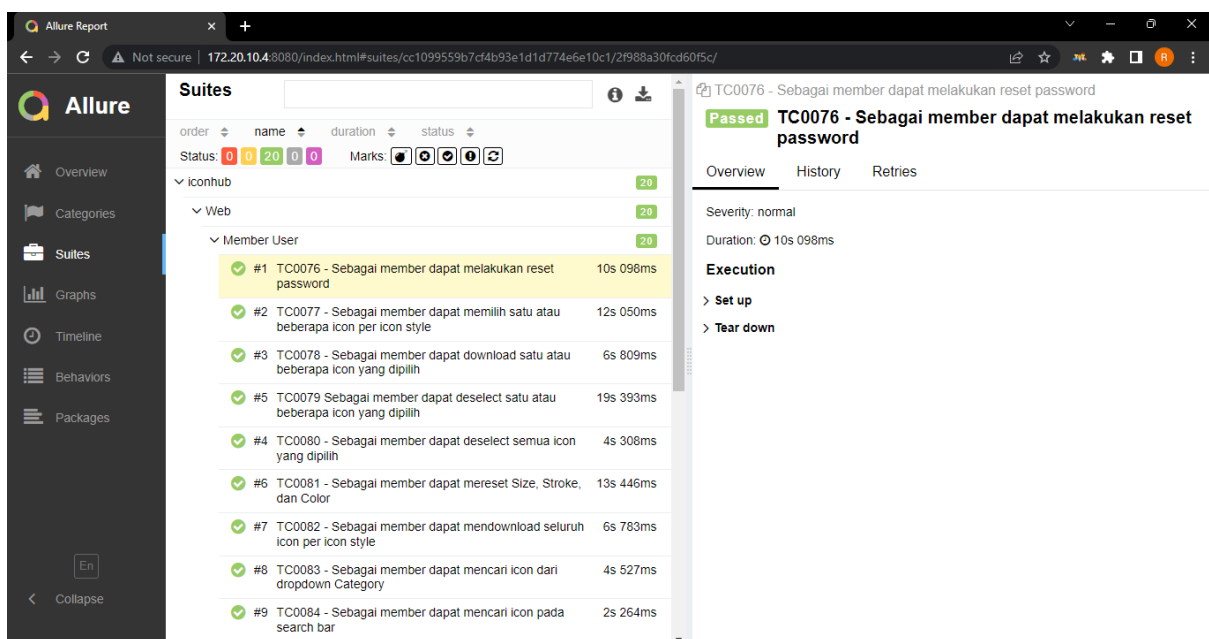 Allure Report
Not secure | 172.20.10.4:8080/index.html#suites/cc1099559b7cf4b93e1d1d774e6e10c1/2f988a30fcd60f5c/
R
Allure
Overview
Categories
Suites
Graphs
Timeline
Behaviors
Packages
En
Collapse
Suites
order name duration status
Status: 0 0 20 0 0 Marks:
iconhub 20
Web 20
Member User 20
#1 TC0076 - Sebagai member dapat melakukan reset 10s 098ms
password
#2 TC0077 - Sebagai member dapat memilih satu atau 12s 050ms
beberapa icon per icon style
#3 TC0078 - Sebagai member dapat download satu atau 6s 809ms
beberapa icon yang dipilih
#5 TC0079 Sebagai member dapat deselect satu atau 19s 393ms
beberapa icon yang dipilih
#4 TC0080 - Sebagai member dapat deselect semua icon 4s 308ms
yang dipilih
#6 TC0081 - Sebagai member dapat mereset Size, Stroke, 13s 446ms
dan Color
#7 TC0082 - Sebagai member dapat mendownload seluruh 6s 783ms
icon per icon style
#8 TC0083 - Sebagai member dapat mencari icon dari 4s 527ms
dropdown Category
#9 TC0084 - Sebagai member dapat mencari icon pada 2s 264ms
search bar
TC0076 - Sebagai member dapat melakukan reset password
Passed TC0076 - Sebagai member dapat melakukan reset
password
Overview History Retries
Severity: normal
Duration: 10s 098ms
Execution
Set up
Tear down